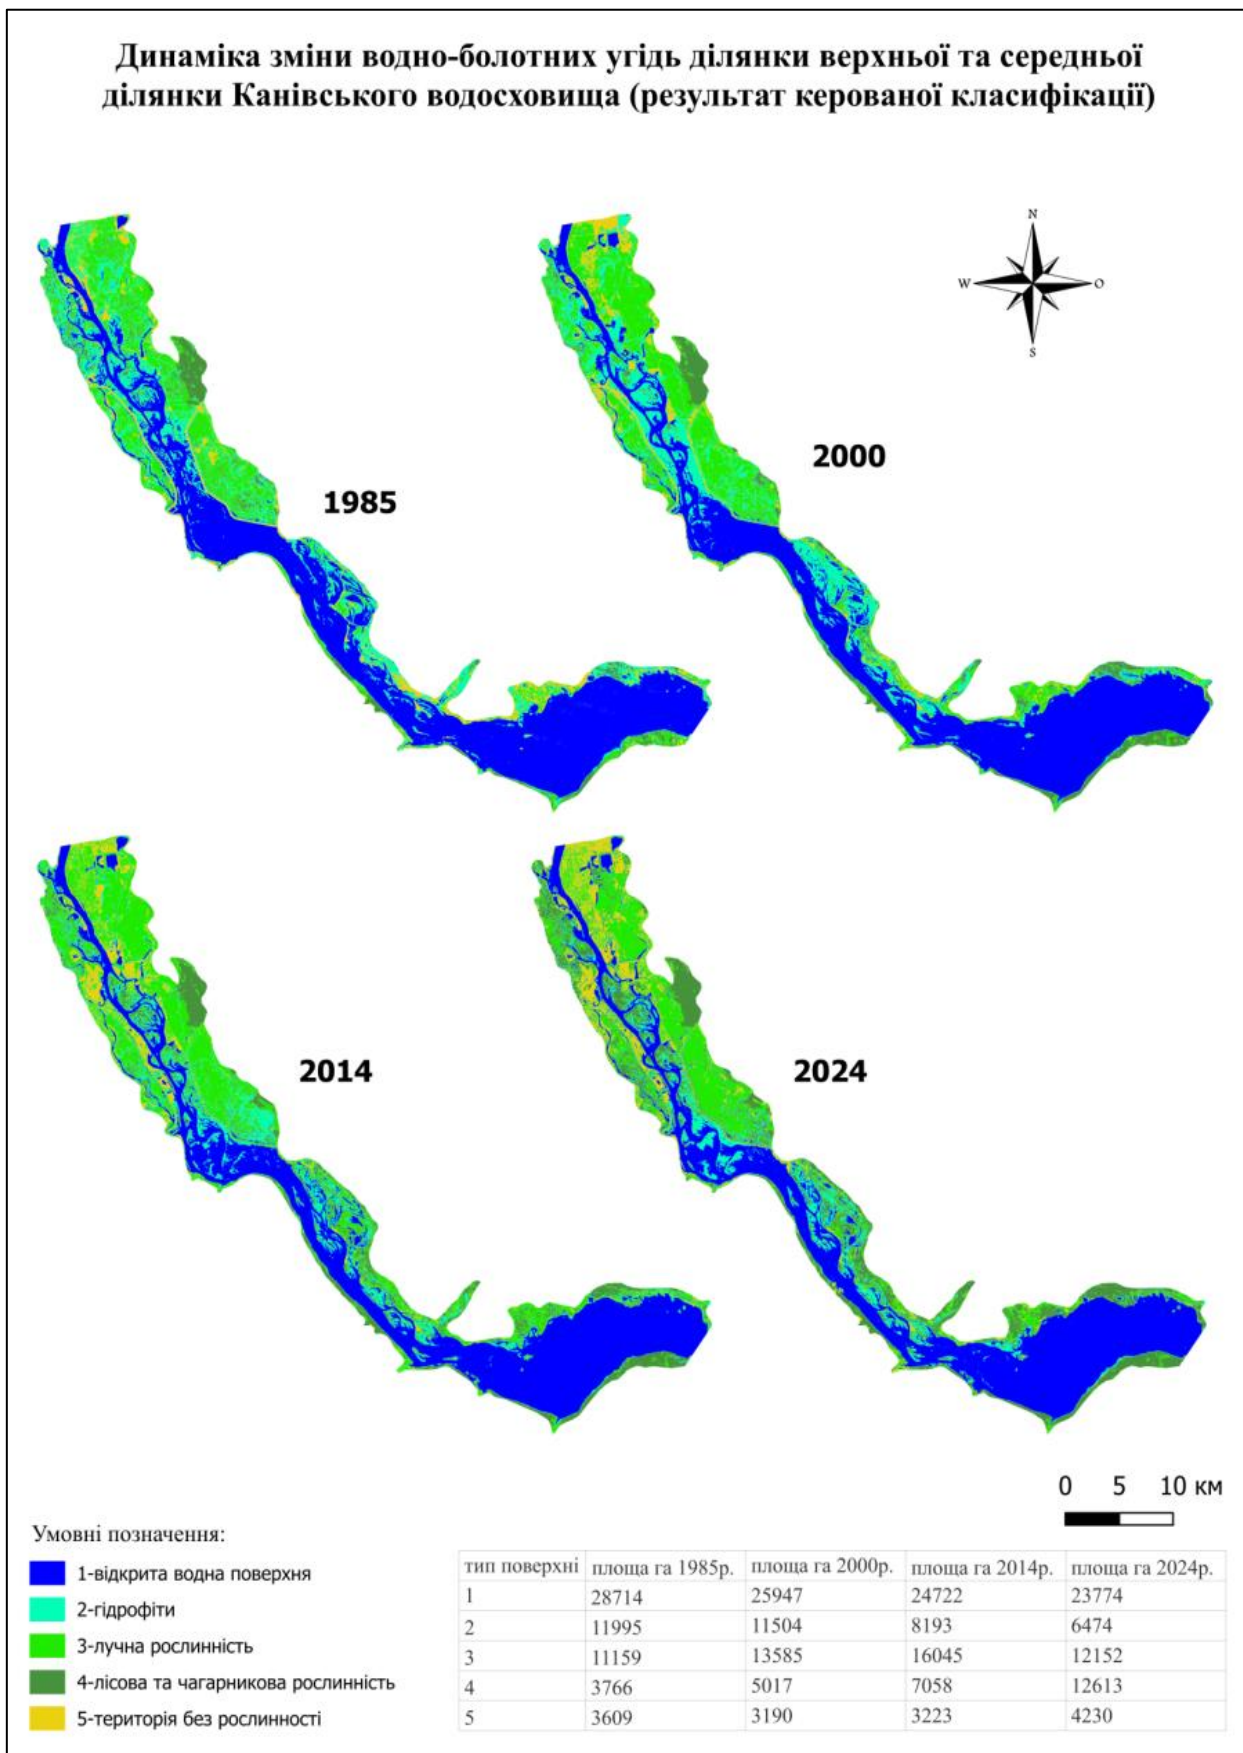 Динаміка зміни водно-болотних угідь ділянки верхньої та середньої
ділянки Канівського водосховища (результат керованої класифікації)
N
W
O
S
1985
2000
2014
2024
0 5 10 км
Умовні позначення:
1-відкрита водна поверхня
2-гідрофіти
3-лучна рослинність
4-лісова та чагарникова рослинність
5-територія без рослинності
тип поверхні площа га 1985р. площа га 2000р. площа га 2014р. площа га 2024р.
1 28714 25947 24722 23774
2 11995 11504 8193 6474
3 11159 13585 16045 12152
4 3766 5017 7058 12613
5 3609 3190 3223 4230